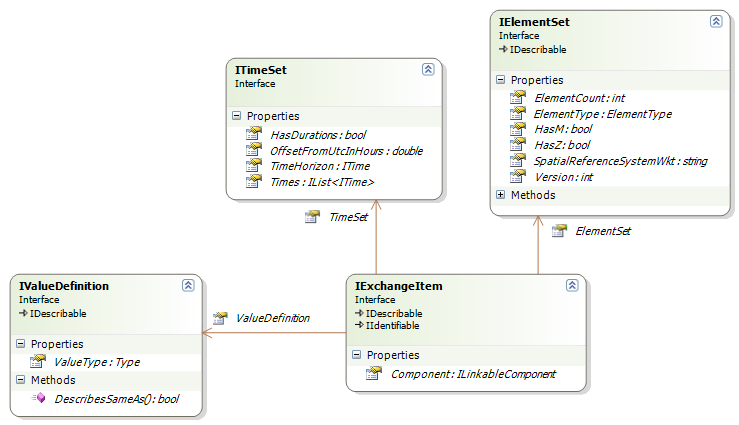 IElementSet
Interface
IDescribable
Properties
ElementCount : int
ElementType : ElementType
HasM : bool
HasZ : bool
SpatialReferenceSystemWkt : string
Version : int
Methods
ITimeSet
Interface
Properties
HasDurations : bool
OffsetFromUtcInHours : double
TimeHorizon : ITime
Times : IList<ITime>
TimeSet
ElementSet
IValueDefinition
Interface
IDescribable
Properties
ValueType : Type
Methods
DescribesSameAs() : bool
ValueDefinition
IExchangeItem
Interface
IDescribable
IIdentifiable
Properties
Component : ILinkableComponent